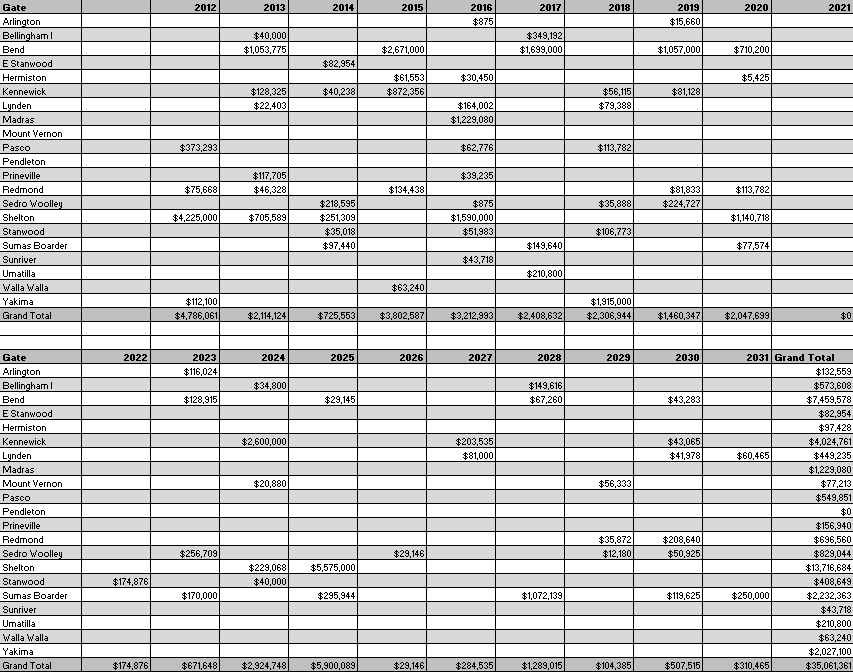 Gate 2012 2013 2014 2015 2016 2017 2018 2019 2020 2021
Arlington $875 $15,660
Bellingham I $40,000 $349,192
Bend $1,053,775 $2,671,000 $1,699,000 $1,057,000 $710,200
E Stanwood $82,954
Hermiston $61,553 $30,450 $5,425
Kennewick $128,325 $40,238 $872,356 $56,115 $81,128
Lynden $22,403 $164,002 $79,388
Madras $1,229,080
Mount Vernon
Pasco $373,293 $62,776 $113,782
Pendleton
Prineville $117,705 $39,235
Redmond $75,668 $46,328 $134,438 $81,833 $113,782
Sedro Woolley $218,595 $875 $35,888 $224,727
Shelton $4,225,000 $705,589 $251,309 $1,590,000 $1,140,718
Stanwood $35,018 $51,983 $106,773
Sumas Boarder $97,440 $149,640 $77,574
Sunriver $43,718
Umatilla $210,800
Walla Walla $63,240
Yakima $112,100 $1,915,000
Grand Total $4,786,061 $2,114,124 $725,553 $3,802,587 $3,212,993 $2,408,632 $2,306,944 $1,460,347 $2,047,699 $0
Gate 2022 2023 2024 2025 2026 2027 2028 2029 2030 2031 Grand Total
Arlington $116,024 $132,559
Bellingham I $34,800 $149,616 $573,608
Bend $128,915 $29,145 $67,260 $43,283 $7,459,578
E Stanwood $82,954
Hermiston $97,428
Kennewick $2,600,000 $203,535 $43,065 $4,024,761
Lynden $81,000 $41,978 $60,465 $449,235
Madras $1,229,080
Mount Vernon $20,880 $56,333 $77,213
Pasco $549,851
Pendleton $0
Prineville $156,940
Redmond $35,872 $208,640 $696,560
Sedro Woolley $256,709 $29,146 $12,180 $50,925 $829,044
Shelton $229,068 $5,575,000 $13,716,684
Stanwood $174,876 $40,000 $408,649
Sumas Boarder $170,000 $295,944 $1,072,139 $119,625 $250,000 $2,232,363
Sunriver $43,718
Umatilla $210,800
Walla Walla $63,240
Yakima $2,027,100
Grand Total $174,876 $671,648 $2,924,748 $5,900,089 $29,146 $284,535 $1,289,015 $104,385 $507,515 $310,465 $35,061,361